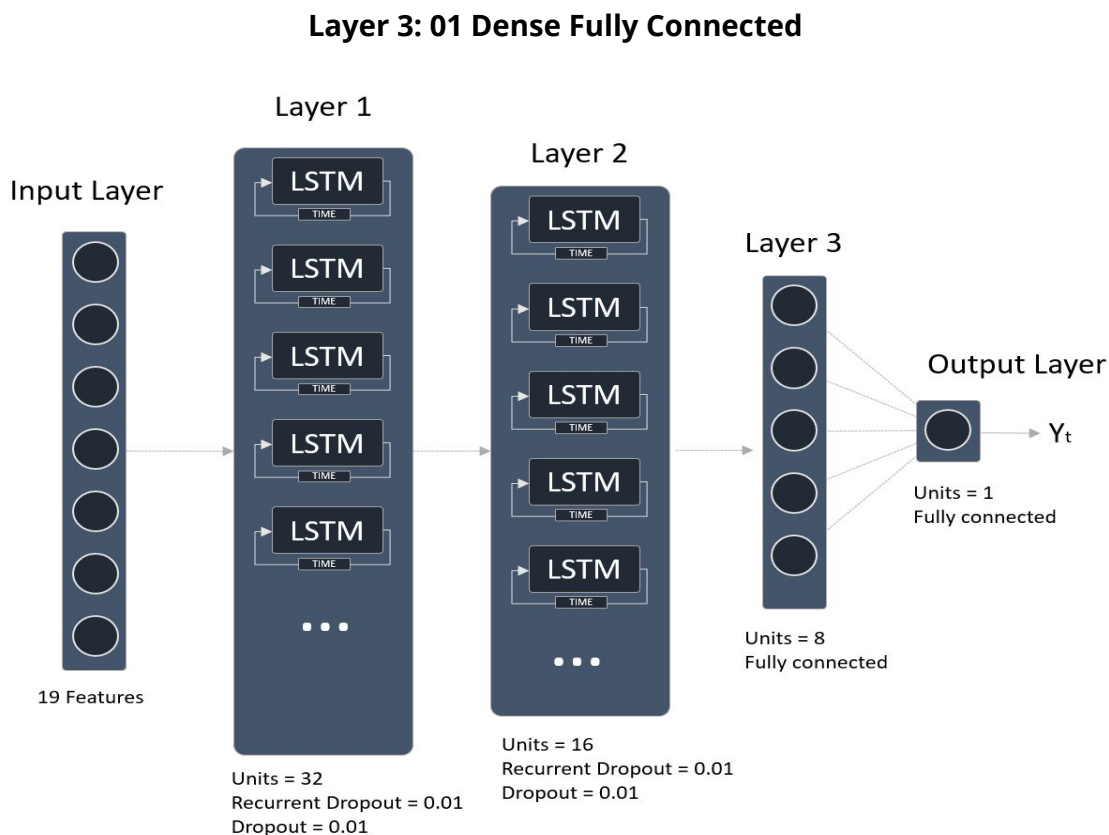 Layer 3: 01 Dense Fully Connected
Input Layer
19 Features
Layer 1
LSTM
TIME
LSTM
TIME
LSTM
TIME
LSTM
TIME
LSTM
TIME
...
Units = 32
Recurrent Dropout = 0.01
Dropout = 0.01
Layer 2
LSTM
TIME
LSTM
TIME
LSTM
TIME
LSTM
TIME
LSTM
TIME
...
Units = 16
Recurrent Dropout = 0.01
Dropout = 0.01
Layer 3
Units = 8
Fully connected
Output Layer
Yt
Units = 1
Fully connected